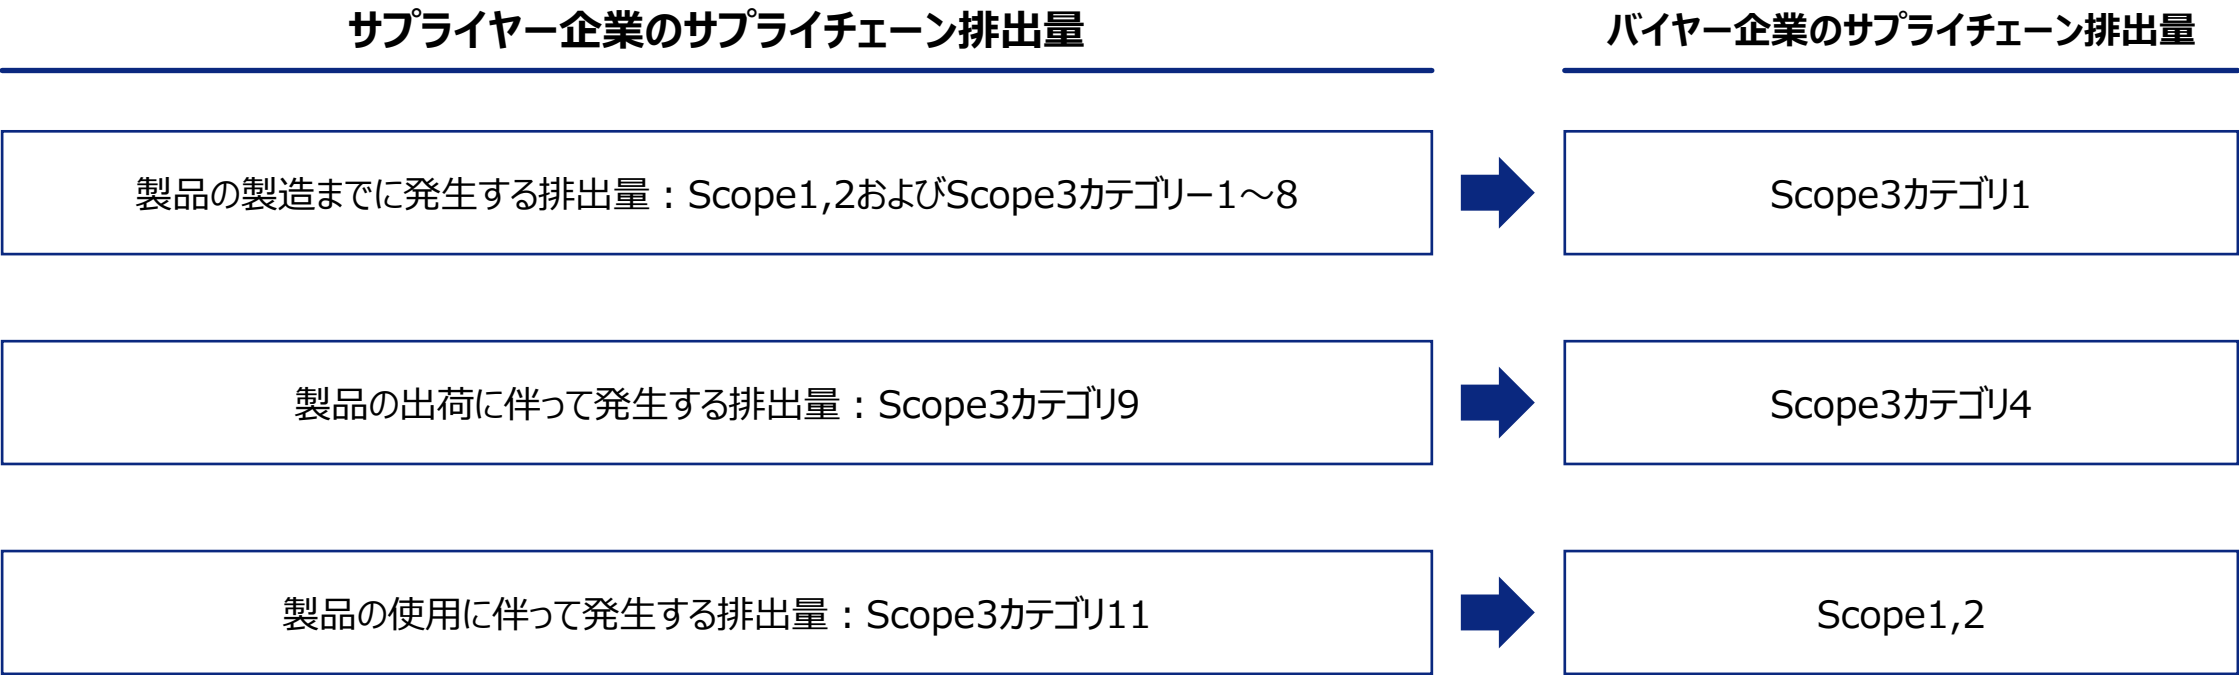 サプライヤー企業のサプライチェーン排出量
バイヤー企業のサプライチェーン排出量
製品の製造までに発生する排出量：Scope1,2およびScope3カテゴリー1～8
Scope3カテゴリ1
製品の出荷に伴って発生する排出量：Scope3カテゴリ9
Scope3カテゴリ4
製品の使用に伴って発生する排出量：Scope3カテゴリ11
Scope1,2